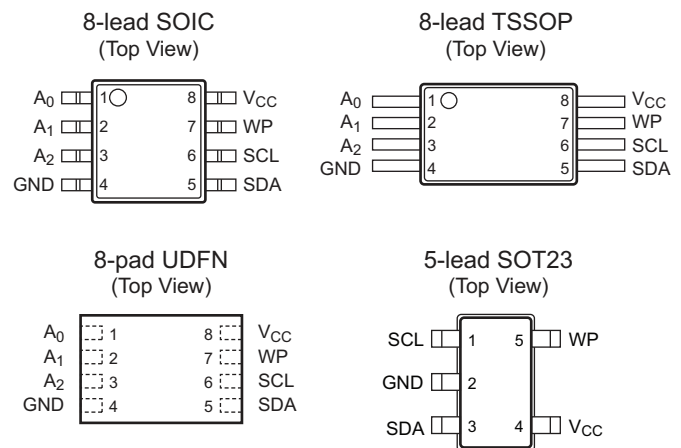 8-lead SOIC
(Top View)
A0 1 8 VCC
A1 2 7 WP
A2 3 6 SCL
GND 4 5 SDA
8-lead TSSOP
(Top View)
A0 1 8 VCC
A1 2 7 WP
A2 3 6 SCL
GND 4 5 SDA
8-pad UDFN
(Top View)
A0 1 8 VCC
A1 2 7 WP
A2 3 6 SCL
GND 4 5 SDA
5-lead SOT23
(Top View)
SCL 1 5 WP
GND 2
SDA 3 4 VCC